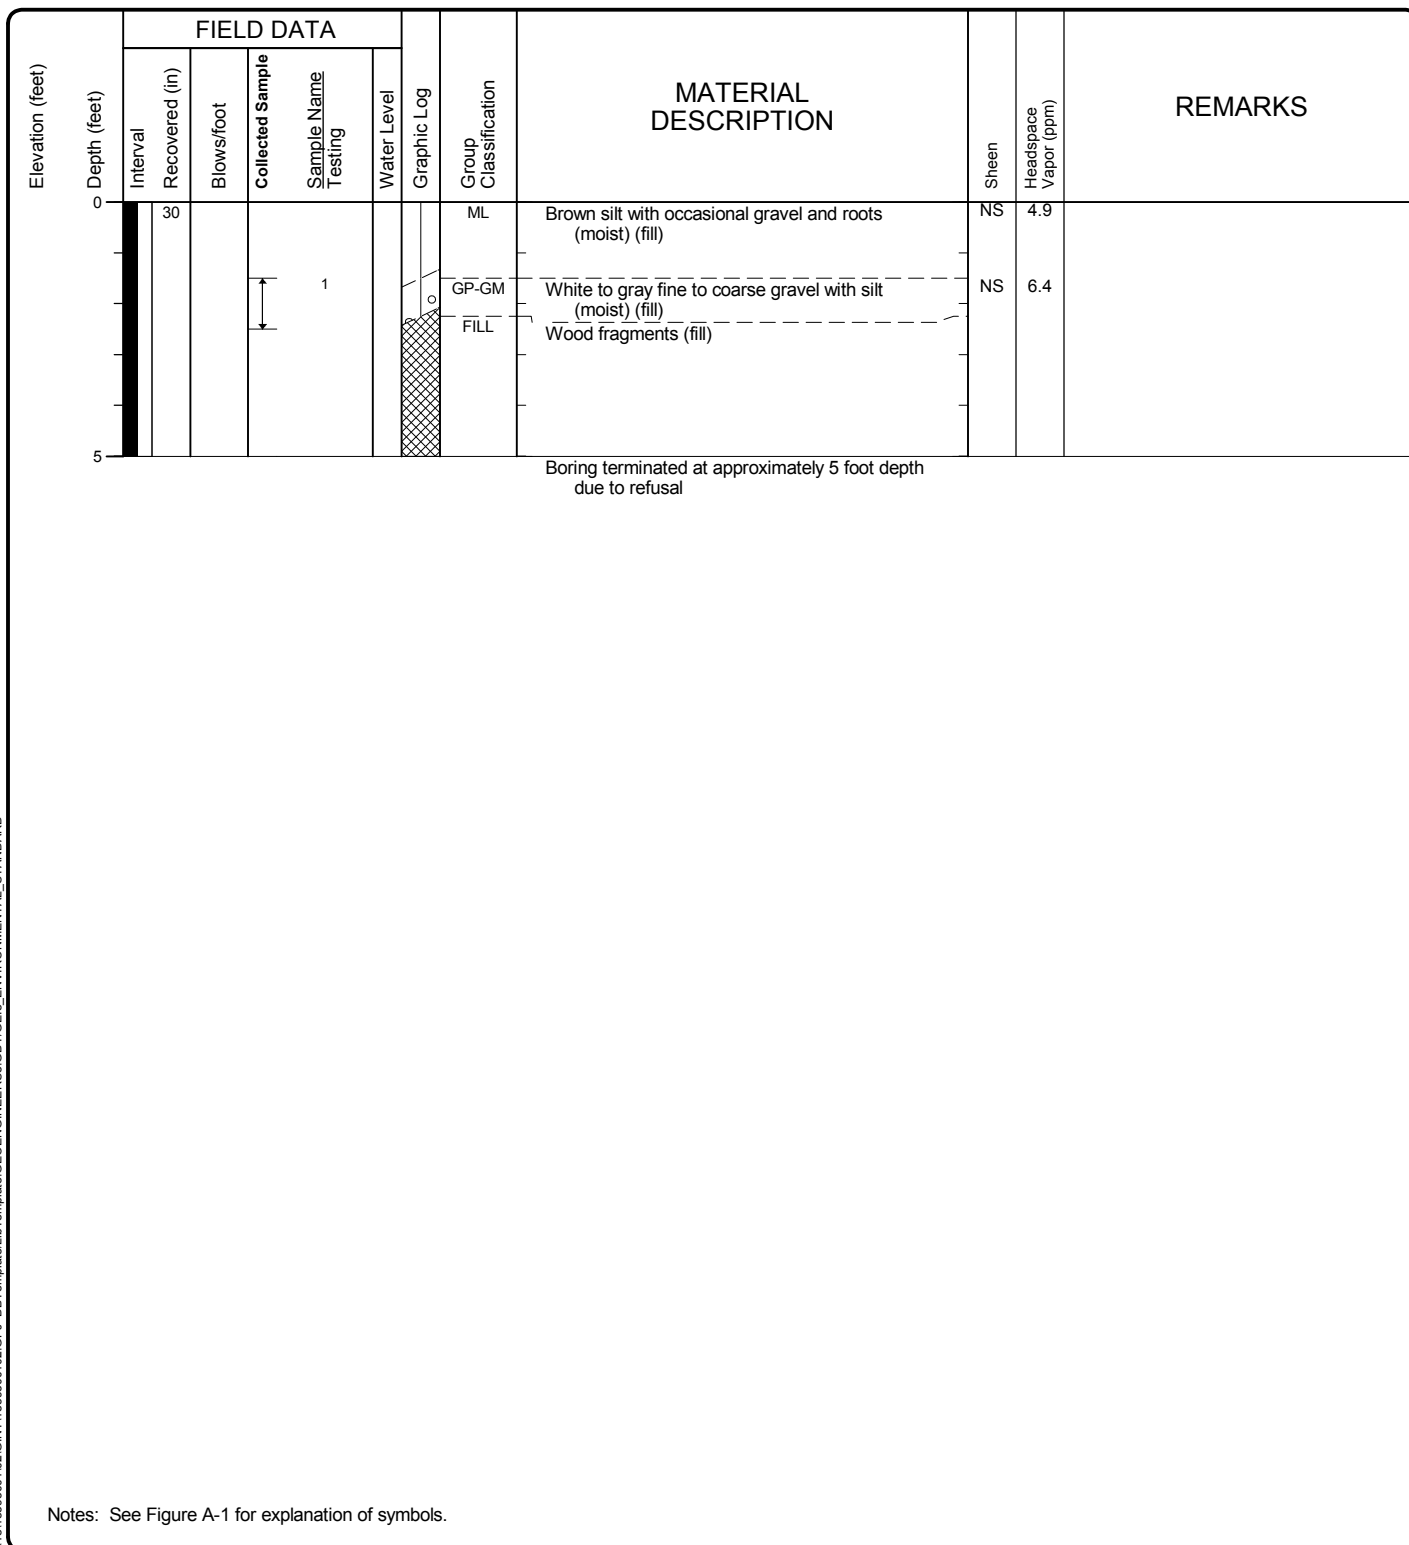 FIELD DATA
Elevation (feet)
Depth (feet)
Interval
Recovered (in)
Blows/foot
Collected Sample
Sample Name
Testing
Water Level
Graphic Log
Group
Classification
MATERIAL
DESCRIPTION
Sheen
Headspace
Vapor (ppm)
REMARKS
0
30
ML
Brown silt with occasional gravel and roots
(moist) (fill)
NS
4.9
1
GP-GM
White to gray fine to coarse gravel with silt
(moist) (fill)
NS
6.4
FILL
Wood fragments (fill)
5
Boring terminated at approximately 5 foot depth
due to refusal
Notes: See Figure A-1 for explanation of symbols.